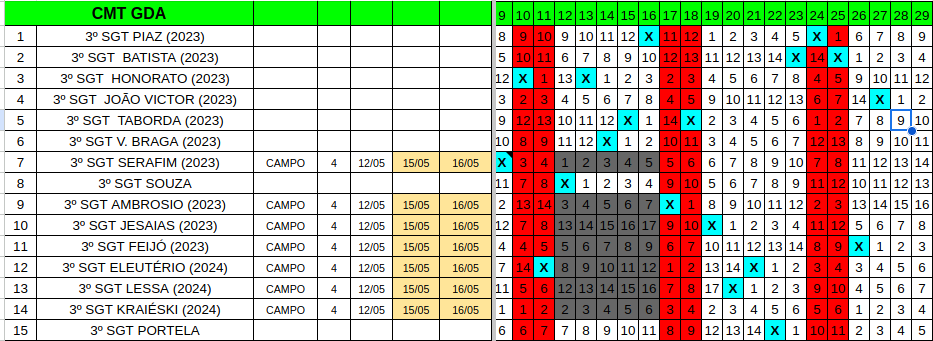 CMT GDA 9 10 11 12 13 14 15 16 17 18 19 20 21 22 23 24 25 26 27 28 29
1 3º SGT PIAZ (2023) 8 9 10 9 10 11 12 X 11 12 1 2 3 4 5 X 1 6 7 8 9
2 3º SGT BATISTA (2023) 5 10 11 6 7 8 9 10 12 13 11 12 13 14 X 14 X 1 2 3 4
3 3º SGT HONORATO (2023) 12 X 1 13 X 1 2 3 2 3 4 5 6 7 8 4 5 9 10 11 12
4 3º SGT JOÃO VICTOR (2023) 3 2 3 4 5 6 7 8 4 5 9 10 11 12 13 6 7 14 X 1 2
5 3º SGT TABORDA (2023) 9 12 13 10 11 12 X 1 14 X 2 3 4 5 6 1 2 7 8 9 10
6 3º SGT V. BRAGA (2023) 10 8 9 11 12 X 1 2 10 11 3 4 5 6 7 12 13 8 9 10 11
7 3º SGT SERAFIM (2023) CAMPO 4 12/05 15/05 16/05 X 3 4 1 2 3 4 5 5 6 6 7 8 9 10 7 8 11 12 13 14
8 3º SGT SOUZA 11 7 8 X 1 2 3 4 9 10 5 6 7 8 9 11 12 10 11 12 13
9 3º SGT AMBROSIO (2023) CAMPO 4 12/05 15/05 16/05 2 13 14 3 4 5 6 7 X 1 8 9 10 11 12 2 3 13 14 15 16
10 3º SGT JESAIAS (2023) CAMPO 4 12/05 15/05 16/05 12 7 8 13 14 15 16 17 9 10 X 1 2 3 4 11 12 5 6 7 8
11 3º SGT FEIJÓ (2023) CAMPO 4 12/05 15/05 16/05 4 4 5 5 6 7 8 9 6 7 10 11 12 13 14 8 9 X 1 2 3
12 3º SGT ELEUTÉRIO (2024) CAMPO 4 12/05 15/05 16/05 7 14 X 8 9 10 11 12 1 2 13 14 X 1 2 3 4 3 4 5 6
13 3º SGT LESSA (2024) CAMPO 4 12/05 15/05 16/05 11 5 6 12 13 14 15 16 7 8 17 X 1 2 3 9 10 4 5 6 7
14 3º SGT KRAIÉSKI (2024) CAMPO 4 12/05 15/05 16/05 1 1 2 2 3 4 5 6 3 4 2 3 4 5 6 5 6 7 8 9 10
15 3º SGT PORTELA 6 6 7 7 8 9 10 11 8 9 12 13 14 X 1 10 11 2 3 4 5